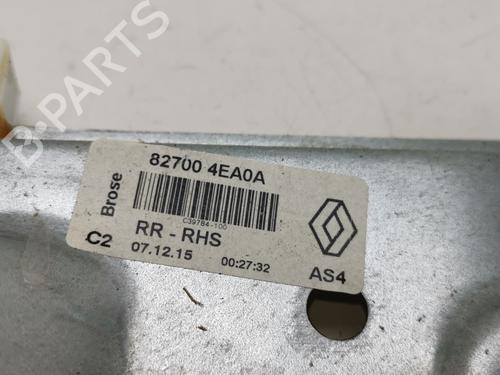 82700 4EA0A
Brose
C39784-100
C2
RR - RHS
07.12.15 00:27:32
AS4
B-PARTS